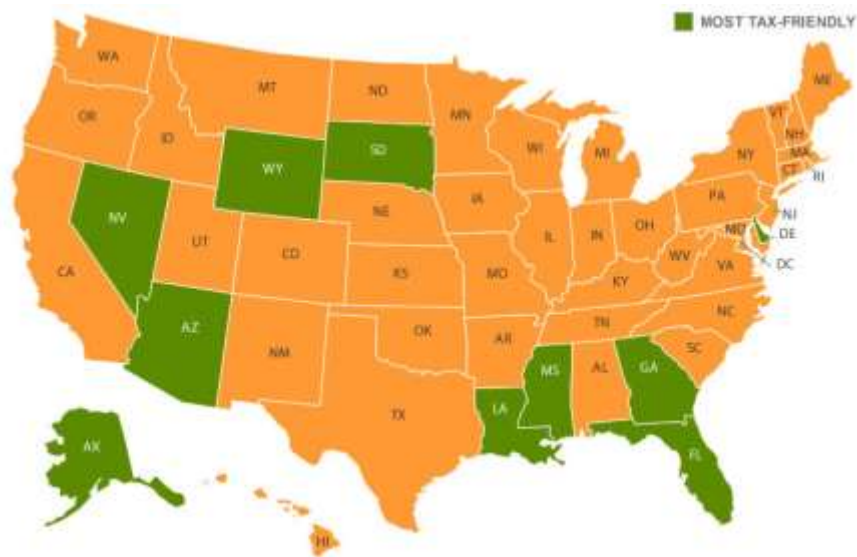 MOST TAX-FRIENDLY
WA
MT
ND
MN
ME
VT
NH
OR
ID
WY
SD
WI
MI
NY
MA
CT
RI
NV
UT
CO
NE
IA
IL
IN
OH
PA
NJ
MD
DE
DC
CA
KS
MO
KY
WV
VA
AZ
NM
OK
AR
TN
NC
SC
TX
LA
MS
AL
GA
FL
AX
HI